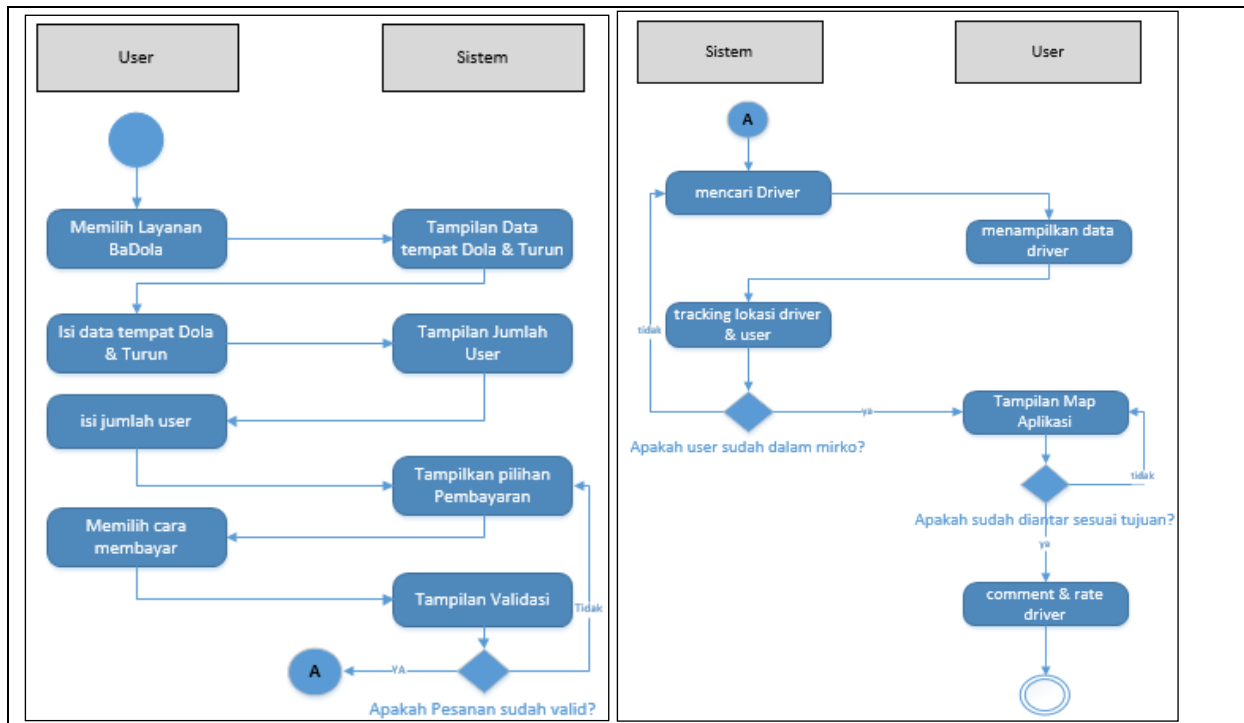 User
Sistem
Memilih Layanan
BaDola
Tampilan Data
tempat Dola & Turun
Isi data tempat Dola
& Turun
Tampilan Jumlah
User
isi jumlah user
Tampilkan pilihan
Pembayaran
Memilih cara
membayar
Tampilan Validasi
Tidak
A
YA
Apakah Pesanan sudah valid?
Sistem
User
A
mencari Driver
menampilkan data
driver
tracking lokasi driver
& user
tidak
ya
Tampilan Map
Aplikasi
Apakah user sudah dalam mirko?
tidak
Apakah sudah diantar sesuai tujuan?
ya
comment & rate
driver